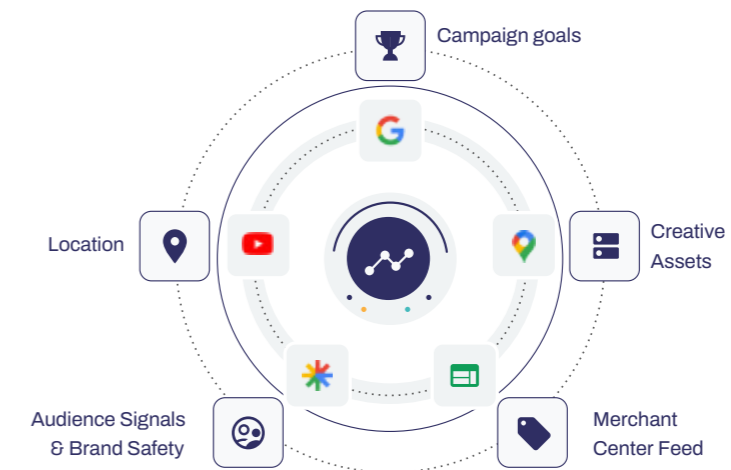 Campaign goals
Location
Creative
Assets
Audience Signals
& Brand Safety
Merchant
Center Feed